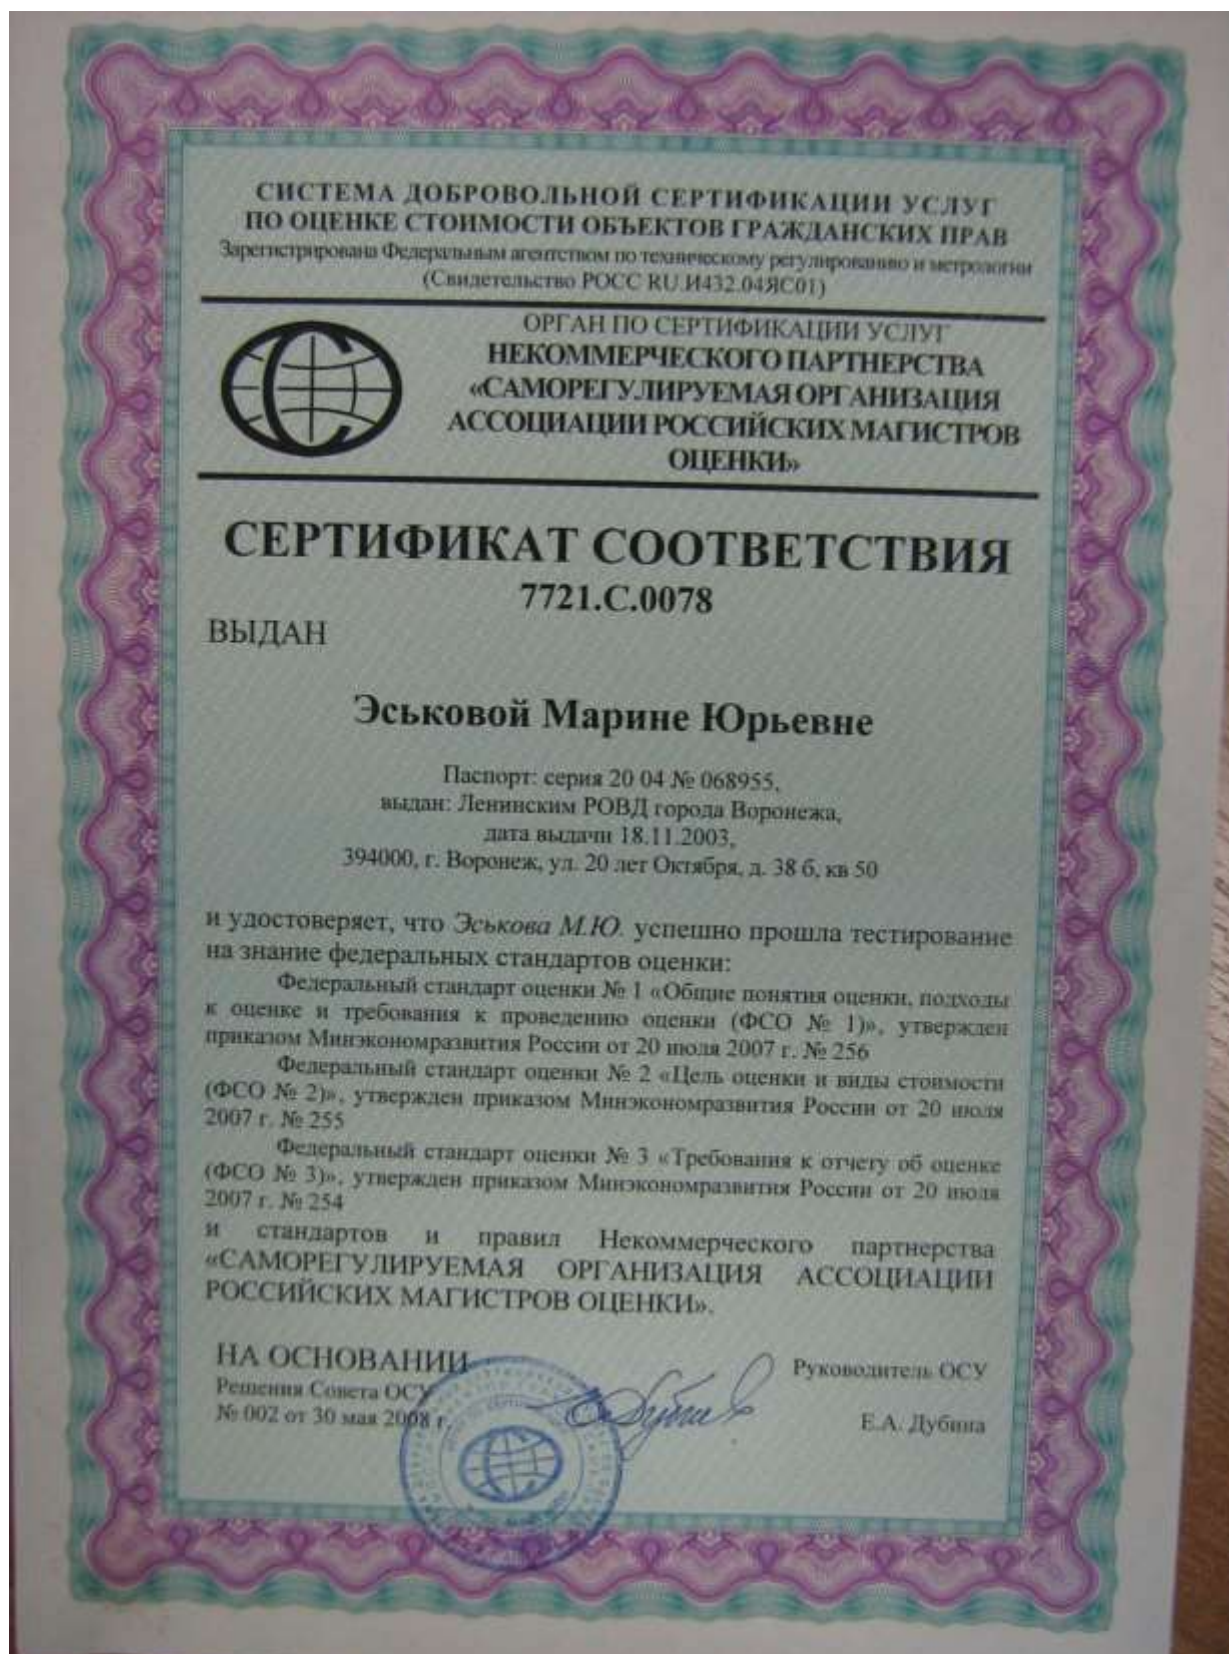 СИСТЕМА ДОБРОВОЛЬНОЙ СЕРТИФИКАЦИИ УСЛУГ
ПО ОЦЕНКЕ СТОИМОСТИ ОБЪЕКТОВ ГРАЖДАНСКИХ ПРАВ
Зарегистрирована Федеральным агентством по техническому регулированию и метрологии
(Свидетельство РОСС RU.И432.04ЯС01)
ОРГАН ПО СЕРТИФИКАЦИИ УСЛУГ
НЕКОММЕРЧЕСКОГО ПАРТНЕРСТВА
«САМОРЕГУЛИРУЕМАЯ ОРГАНИЗАЦИЯ
АССОЦИАЦИИ РОССИЙСКИХ МАГИСТРОВ
ОЦЕНКИ»
СЕРТИФИКАТ СООТВЕТСТВИЯ
7721.С.0078
ВЫДАН
Эськовой Марине Юрьевне
Паспорт: серия 20 04 № 068955,
выдан: Ленинским РОВД города Воронежа,
дата выдачи 18.11.2003,
394000, г. Воронеж, ул. 20 лет Октября, д. 38 б, кв 50
и удостоверяет, что Эськова М.Ю. успешно прошла тестирование
на знание федеральных стандартов оценки:
Федеральный стандарт оценки № 1 «Общие понятия оценки, подходы
к оценке и требования к проведению оценки (ФСО № 1)», утвержден
приказом Минэкономразвития России от 20 июля 2007 г. № 256
Федеральный стандарт оценки № 2 «Цель оценки и виды стоимости
(ФСО № 2)», утвержден приказом Минэкономразвития России от 20 июля
2007 г. № 255
Федеральный стандарт оценки № 3 «Требования к отчету об оценке
(ФСО № 3)», утвержден приказом Минэкономразвития России от 20 июля
2007 г. № 254
и стандартов и правил Некоммерческого партнерства
«САМОРЕГУЛИРУЕМАЯ ОРГАНИЗАЦИЯ АССОЦИАЦИИ
РОССИЙСКИХ МАГИСТРОВ ОЦЕНКИ».
НА ОСНОВАНИИ
Решения Совета ОСУ
№ 002 от 30 мая 2008 г.
Руководитель ОСУ
Е.А. Дубина